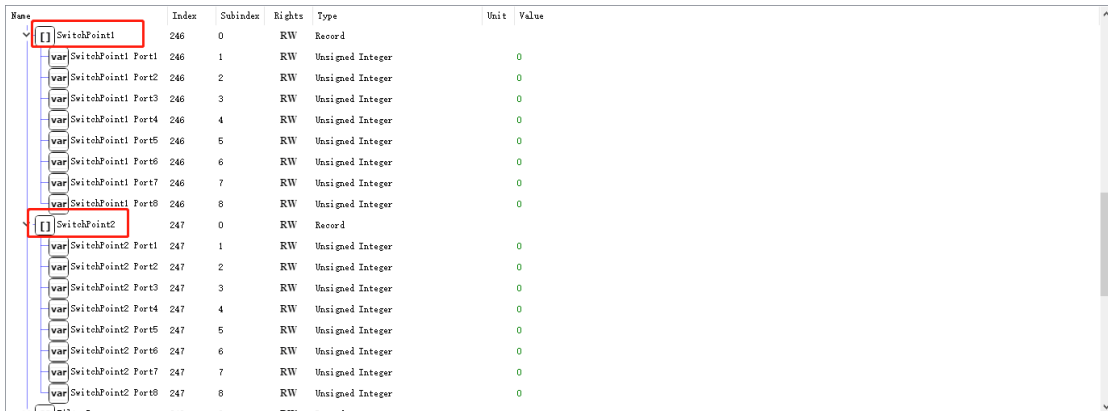 Name Index Subindex Rights Type Unit Value
[] SwitchPoint1 246 0 RW Record
var SwitchPoint1 Port1 246 1 RW Unsigned Integer 0
var SwitchPoint1 Port2 246 2 RW Unsigned Integer 0
var SwitchPoint1 Port3 246 3 RW Unsigned Integer 0
var SwitchPoint1 Port4 246 4 RW Unsigned Integer 0
var SwitchPoint1 Port5 246 5 RW Unsigned Integer 0
var SwitchPoint1 Port6 246 6 RW Unsigned Integer 0
var SwitchPoint1 Port7 246 7 RW Unsigned Integer 0
var SwitchPoint1 Port8 246 8 RW Unsigned Integer 0
[] SwitchPoint2 247 0 RW Record
var SwitchPoint2 Port1 247 1 RW Unsigned Integer 0
var SwitchPoint2 Port2 247 2 RW Unsigned Integer 0
var SwitchPoint2 Port3 247 3 RW Unsigned Integer 0
var SwitchPoint2 Port4 247 4 RW Unsigned Integer 0
var SwitchPoint2 Port5 247 5 RW Unsigned Integer 0
var SwitchPoint2 Port6 247 6 RW Unsigned Integer 0
var SwitchPoint2 Port7 247 7 RW Unsigned Integer 0
var SwitchPoint2 Port8 247 8 RW Unsigned Integer 0